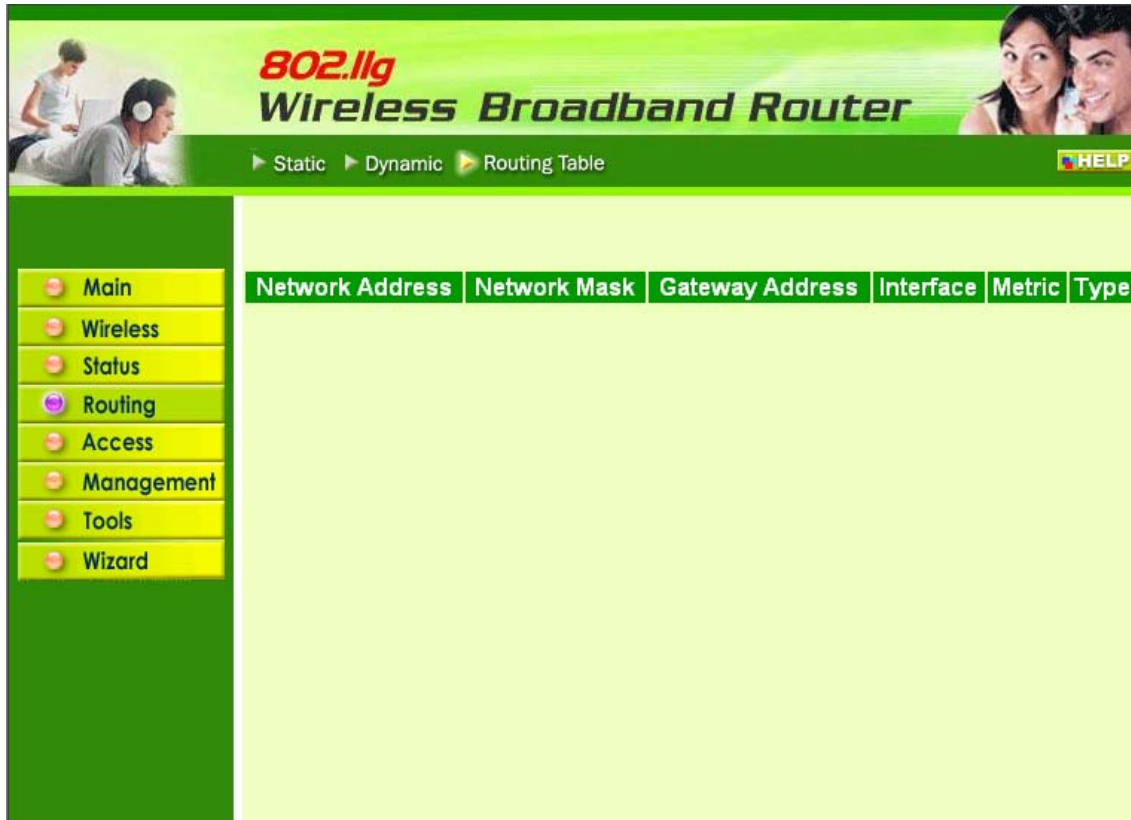 802.11g
Wireless Broadband Router
Static Dynamic Routing Table HELP
Main
Wireless
Status
Routing
Access
Management
Tools
Wizard
Network Address Network Mask Gateway Address Interface Metric Type